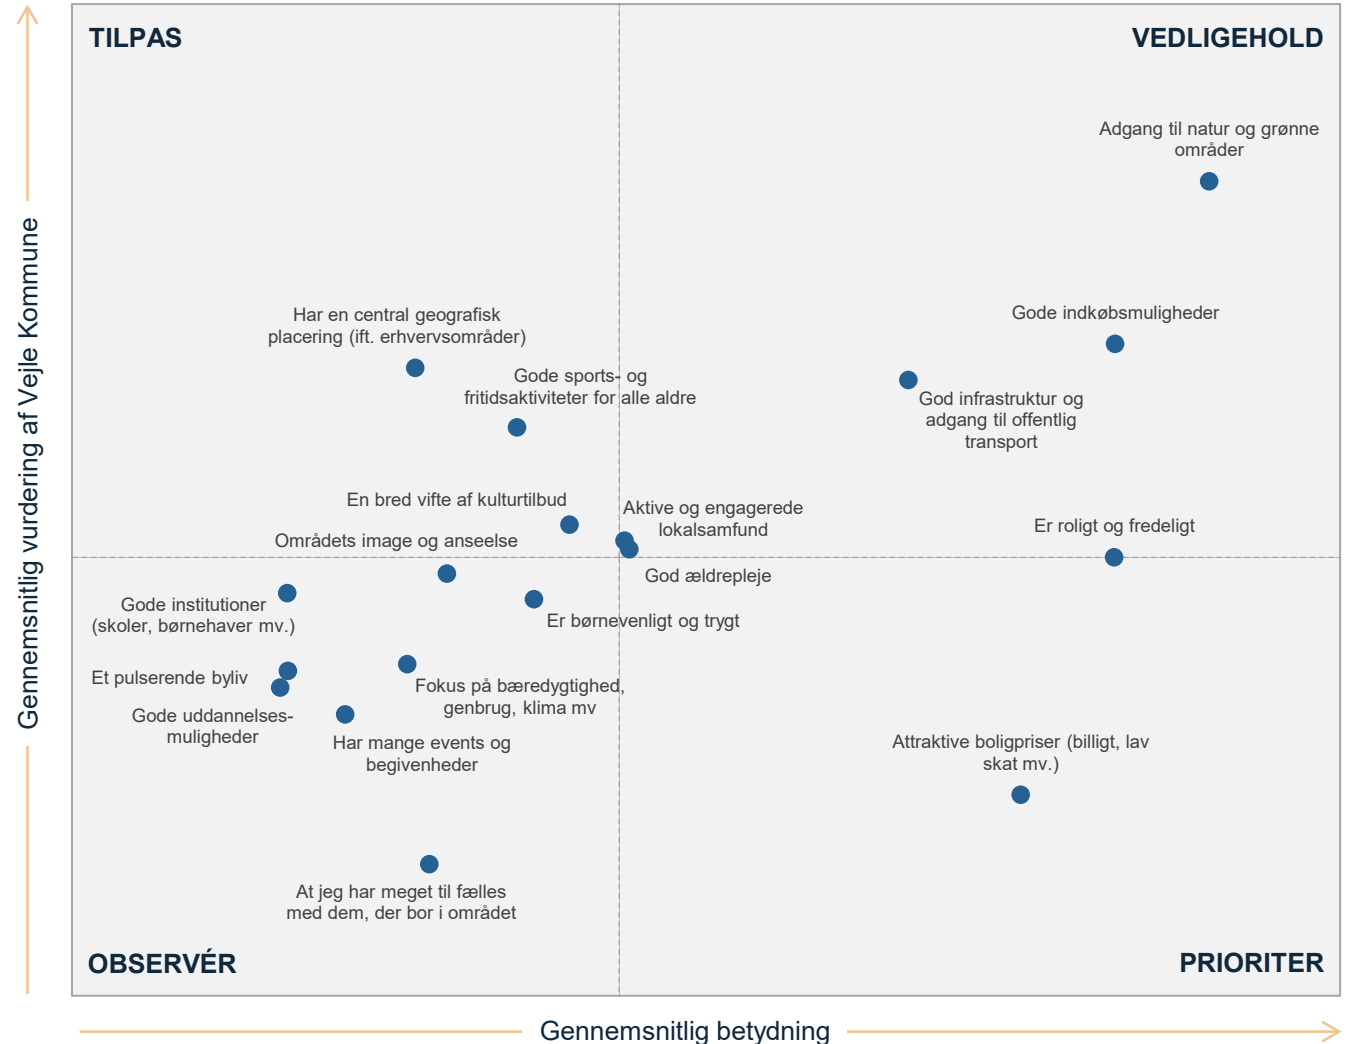 TILPAS
VEDLIGEHOLD
Adgang til natur og grønne
områder
Gode indkøbsmuligheder
Har en central geografisk
placering (ift. erhvervsområder)
Gode sports- og
fritidsaktiviteter for alle aldre
God infrastruktur og
adgang til offentlig
transport
En bred vifte af kulturtilbud
Aktive og engagerede
lokalsamfund
Er roligt og fredeligt
Områdets image og anseelse
God ældrepleje
Gode institutioner
(skoler, børnehaver mv.)
Er børnevenligt og trygt
Et pulserende byliv
Fokus på bæredygtighed,
genbrug, klima mv
Gode uddannelses-
muligheder
Har mange events og
begivenheder
Attraktive boligpriser (billigt, lav
skat mv.)
At jeg har meget til fælles
med dem, der bor i området
OBSERVÉR
PRIORITER
Gennemsnitlig vurdering af Vejle Kommune
Gennemsnitlig betydning